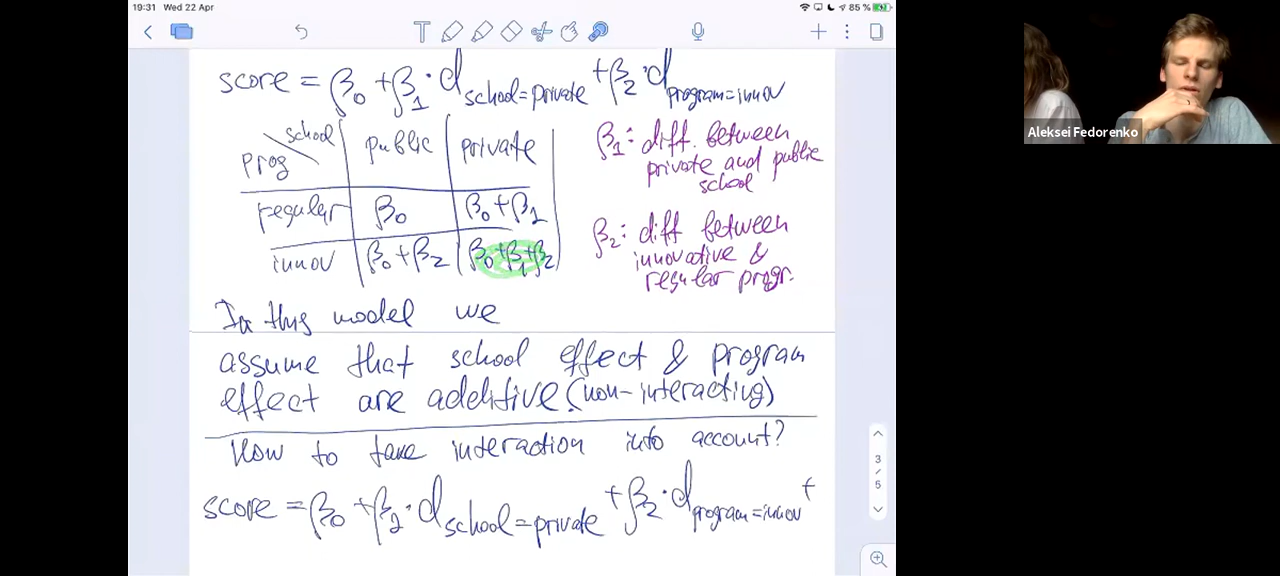 19:31 Wed 22 Apr
85 %
score = β₀ + β₁ · d school=private + β₂ · d program=innov
school
Prog
public
private
regular
β₀
β₀+β₁
innov
β₀+β₂
β₀+β₁+β₂
β₁: diff. between
private and public
school
β₂: diff between
innovative &
regular progr.
In this model we
assume that school effect & program
effect are additive (non-interacting)
How to take interaction into account?
score = β₀ + β₁ · d school=private + β₂ · d program=innov +
3
/
5
Aleksei Fedorenko